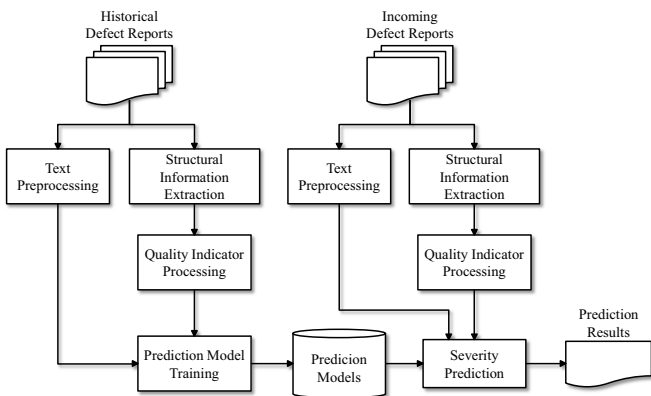 Historical
Defect Reports
Incoming
Defect Reports
Text
Preprocessing
Structural
Information
Extraction
Text
Preprocessing
Structural
Information
Extraction
Quality Indicator
Processing
Quality Indicator
Processing
Prediction
Results
Prediction Model
Training
Predicion
Models
Severity
Prediction